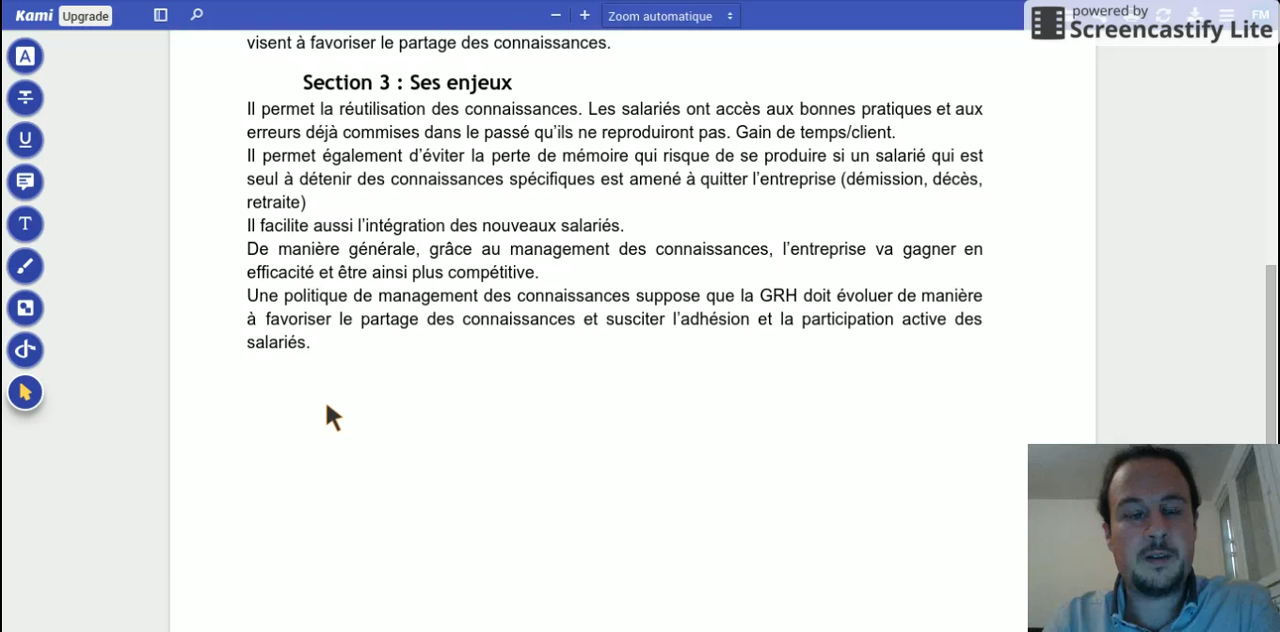 Kami Upgrade
Zoom automatique
powered by
Screencastify Lite
FM
A
U
T
visent à favoriser le partage des connaissances.
Section 3 : Ses enjeux
Il permet la réutilisation des connaissances. Les salariés ont accès aux bonnes pratiques et aux
erreurs déjà commises dans le passé qu’ils ne reproduiront pas. Gain de temps/client.
Il permet également d’éviter la perte de mémoire qui risque de se produire si un salarié qui est
seul à détenir des connaissances spécifiques est amené à quitter l’entreprise (démission, décès,
retraite)
Il facilite aussi l’intégration des nouveaux salariés.
De manière générale, grâce au management des connaissances, l’entreprise va gagner en
efficacité et être ainsi plus compétitive.
Une politique de management des connaissances suppose que la GRH doit évoluer de manière
à favoriser le partage des connaissances et susciter l’adhésion et la participation active des
salariés.